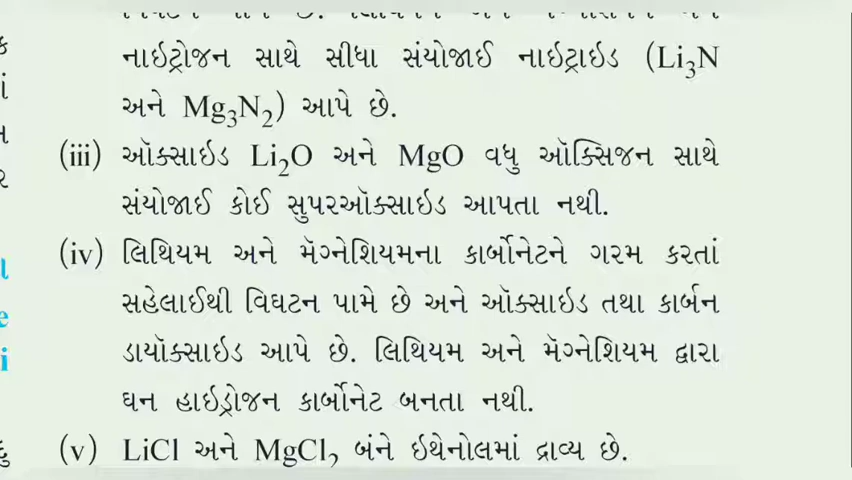 નાઇટ્રોજન સાથે સીધા સંયોજાઈ નાઇટ્રાઇડ (Li₃N
અને Mg₃N₂) આપે છે.
(iii) ઑક્સાઇડ Li₂O અને MgO વધુ ઑક્સિજન સાથે
સંયોજાઈ કોઈ સુપરઑક્સાઇડ આપતા નથી.
(iv) લિથિયમ અને મૅગ્નેશિયમના કાર્બોનેટને ગરમ કરતાં
સહેલાઈથી વિઘટન પામે છે અને ઑક્સાઇડ તથા કાર્બન
ડાયૉક્સાઇડ આપે છે. લિથિયમ અને મૅગ્નેશિયમ દ્વારા
ઘન હાઇડ્રોજન કાર્બોનેટ બનતા નથી.
(v) LiCl અને MgCl₂ બંને ઇથેનોલમાં દ્રાવ્ય છે.